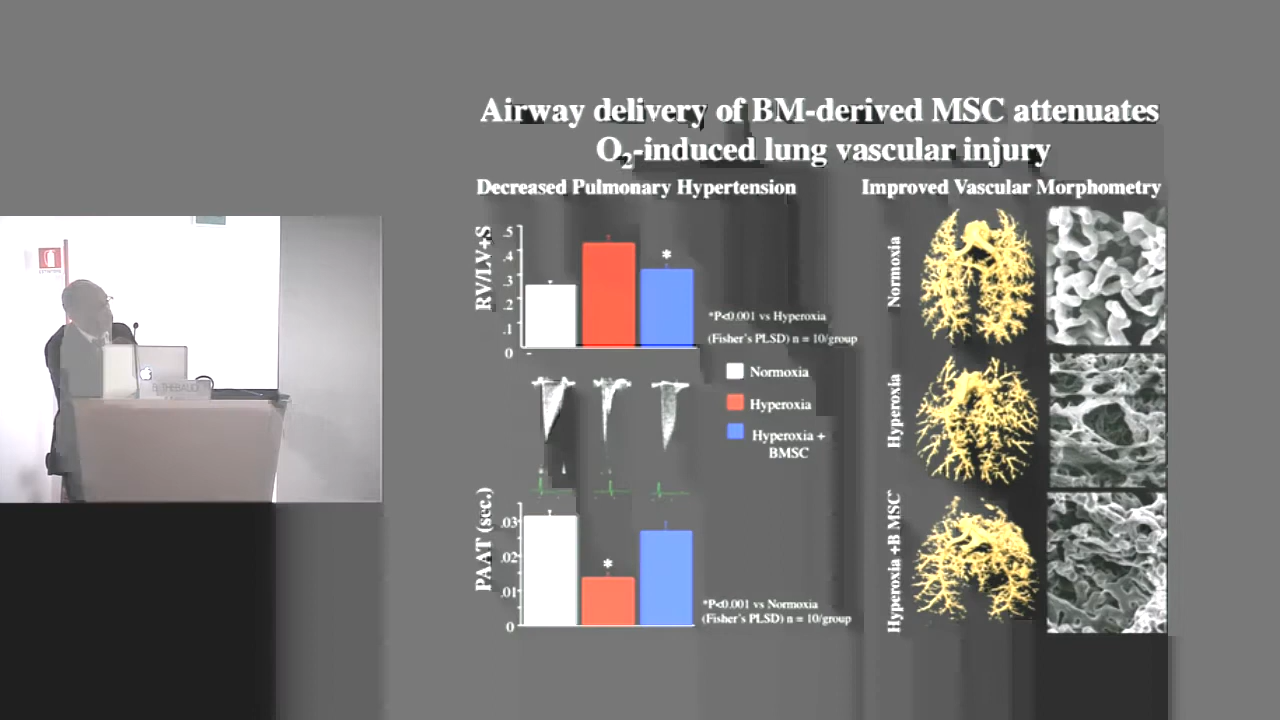 Airway delivery of BM-derived MSC attenuates
O₂-induced lung vascular injury
Decreased Pulmonary Hypertension
Improved Vascular Morphometry
RV/LV+S
.5
.4
.3
.2
.1
0
*
*P<0.001 vs Hyperoxia
(Fisher's PLSD) n = 10/group
Normoxia
Hyperoxia
Hyperoxia +
BMSC
PAAT (sec.)
.03
.02
.01
0
*
*P<0.001 vs Normoxia
(Fisher's PLSD) n = 10/group
Normoxia
Hyperoxia
Hyperoxia +B MSC